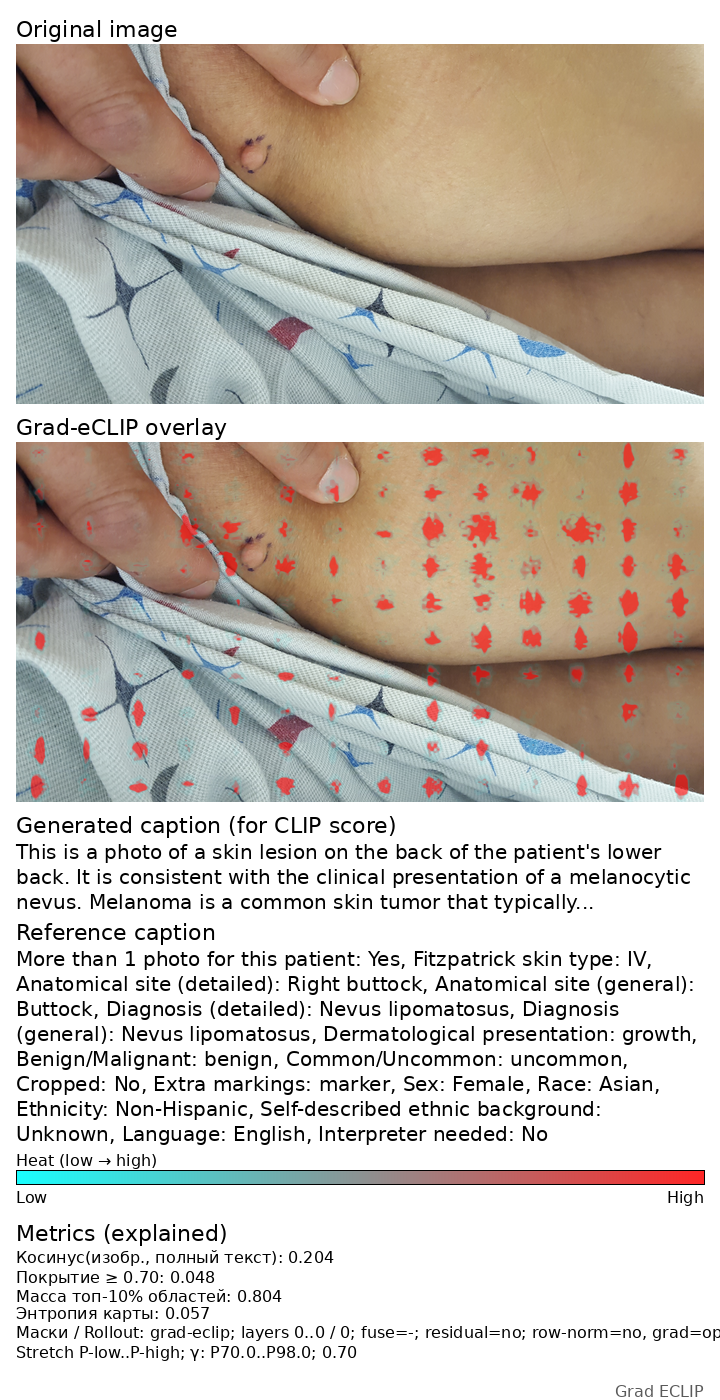 Original image
Grad-eCLIP overlay
Generated caption (for CLIP score)
This is a photo of a skin lesion on the back of the patient's lower
back. It is consistent with the clinical presentation of a melanocytic
nevus. Melanoma is a common skin tumor that typically...
Reference caption
More than 1 photo for this patient: Yes, Fitzpatrick skin type: IV,
Anatomical site (detailed): Right buttock, Anatomical site (general):
Buttock, Diagnosis (detailed): Nevus lipomatosus, Diagnosis
(general): Nevus lipomatosus, Dermatological presentation: growth,
Benign/Malignant: benign, Common/Uncommon: uncommon,
Cropped: No, Extra markings: marker, Sex: Female, Race: Asian,
Ethnicity: Non-Hispanic, Self-described ethnic background:
Unknown, Language: English, Interpreter needed: No
Heat (low → high)
Low High
Metrics (explained)
Косинус(изобр., полный текст): 0.204
Покрытие ≥ 0.70: 0.048
Масса топ-10% областей: 0.804
Энтропия карты: 0.057
Маски / Rollout: grad-eclip; layers 0..0 / 0; fuse=-; residual=no; row-norm=no, grad=op
Stretch P-low..P-high; γ: P70.0..P98.0; 0.70
Grad ECLIP